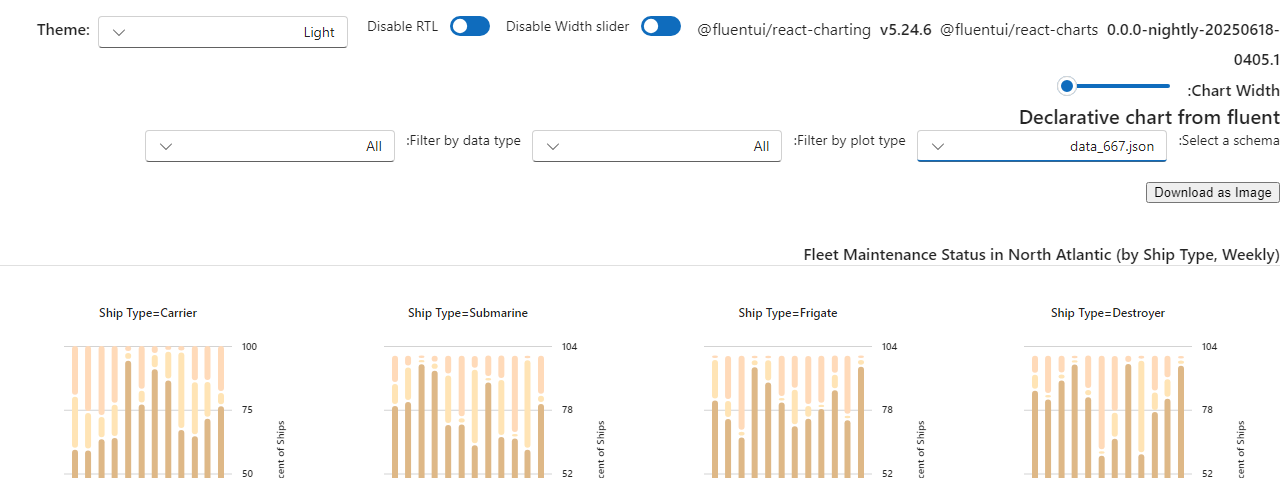 Theme: Light Disable RTL Disable Width slider @fluentui/react-charting v5.24.6 @fluentui/react-charts 0.0.0-nightly-20250618-
0405.1
:Chart Width
Declarative chart from fluent
:Select a schema data_667.json :Filter by plot type All :Filter by data type All
Download as Image
Fleet Maintenance Status in North Atlantic (by Ship Type, Weekly)
Ship Type=Carrier Ship Type=Submarine Ship Type=Frigate Ship Type=Destroyer
100 104 104 104
75 78 78 78
cent of Ships cent of Ships cent of Ships cent of Ships
50 52 52 52